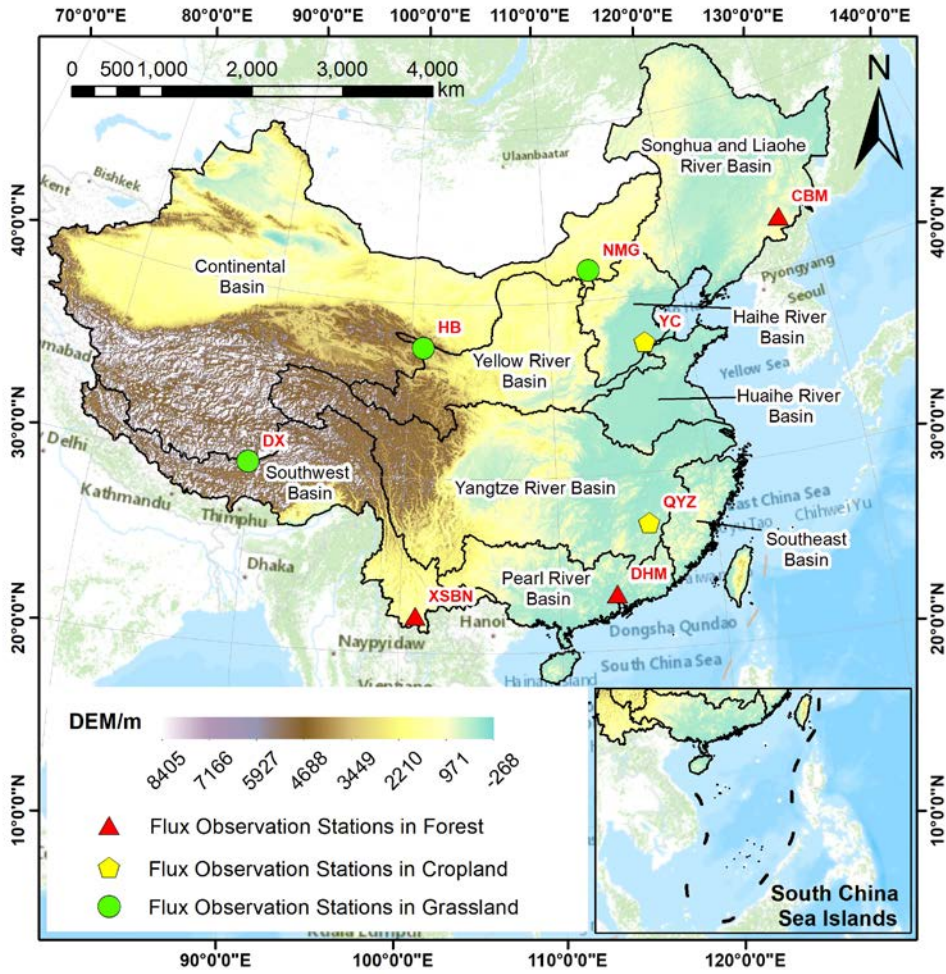 70°0'0"E
80°0'0"E
90°0'0"E
100°0'0"E
110°0'0"E
120°0'0"E
130°0'0"E
140°0'0"E
0 500 1,000 2,000 3,000 4,000
km
N
Ulaanbaatar
Songhua and Liaohe
River Basin
Bishkek
CBM
40°0'0"N
40°0'0"N
NMG
Continental
Basin
Pyongyang
Seoul
HB
YC
Haihe River
Basin
Yellow River
Basin
Yellow Sea
Huaihe River
Basin
30°0'0"N
30°0'0"N
Delhi
DX
Southwest
Basin
Kathmandu
Thimphu
Yangtze River Basin
QYZ
East China Sea
Chihwei Yu
Southeast
Basin
Dhaka
Pearl River
Basin
DHM
XSBN
Hanoi
20°0'0"N
20°0'0"N
Naypyidaw
Dongsha Qundao
South China Sea
DEM/m
8405
7166
5927
4688
3449
2210
971
-268
10°0'0"N
10°0'0"N
Flux Observation Stations in Forest
Flux Observation Stations in Cropland
Flux Observation Stations in Grassland
South China
Sea Islands
Kuala Lumpur
90°0'0"E
100°0'0"E
110°0'0"E
120°0'0"E